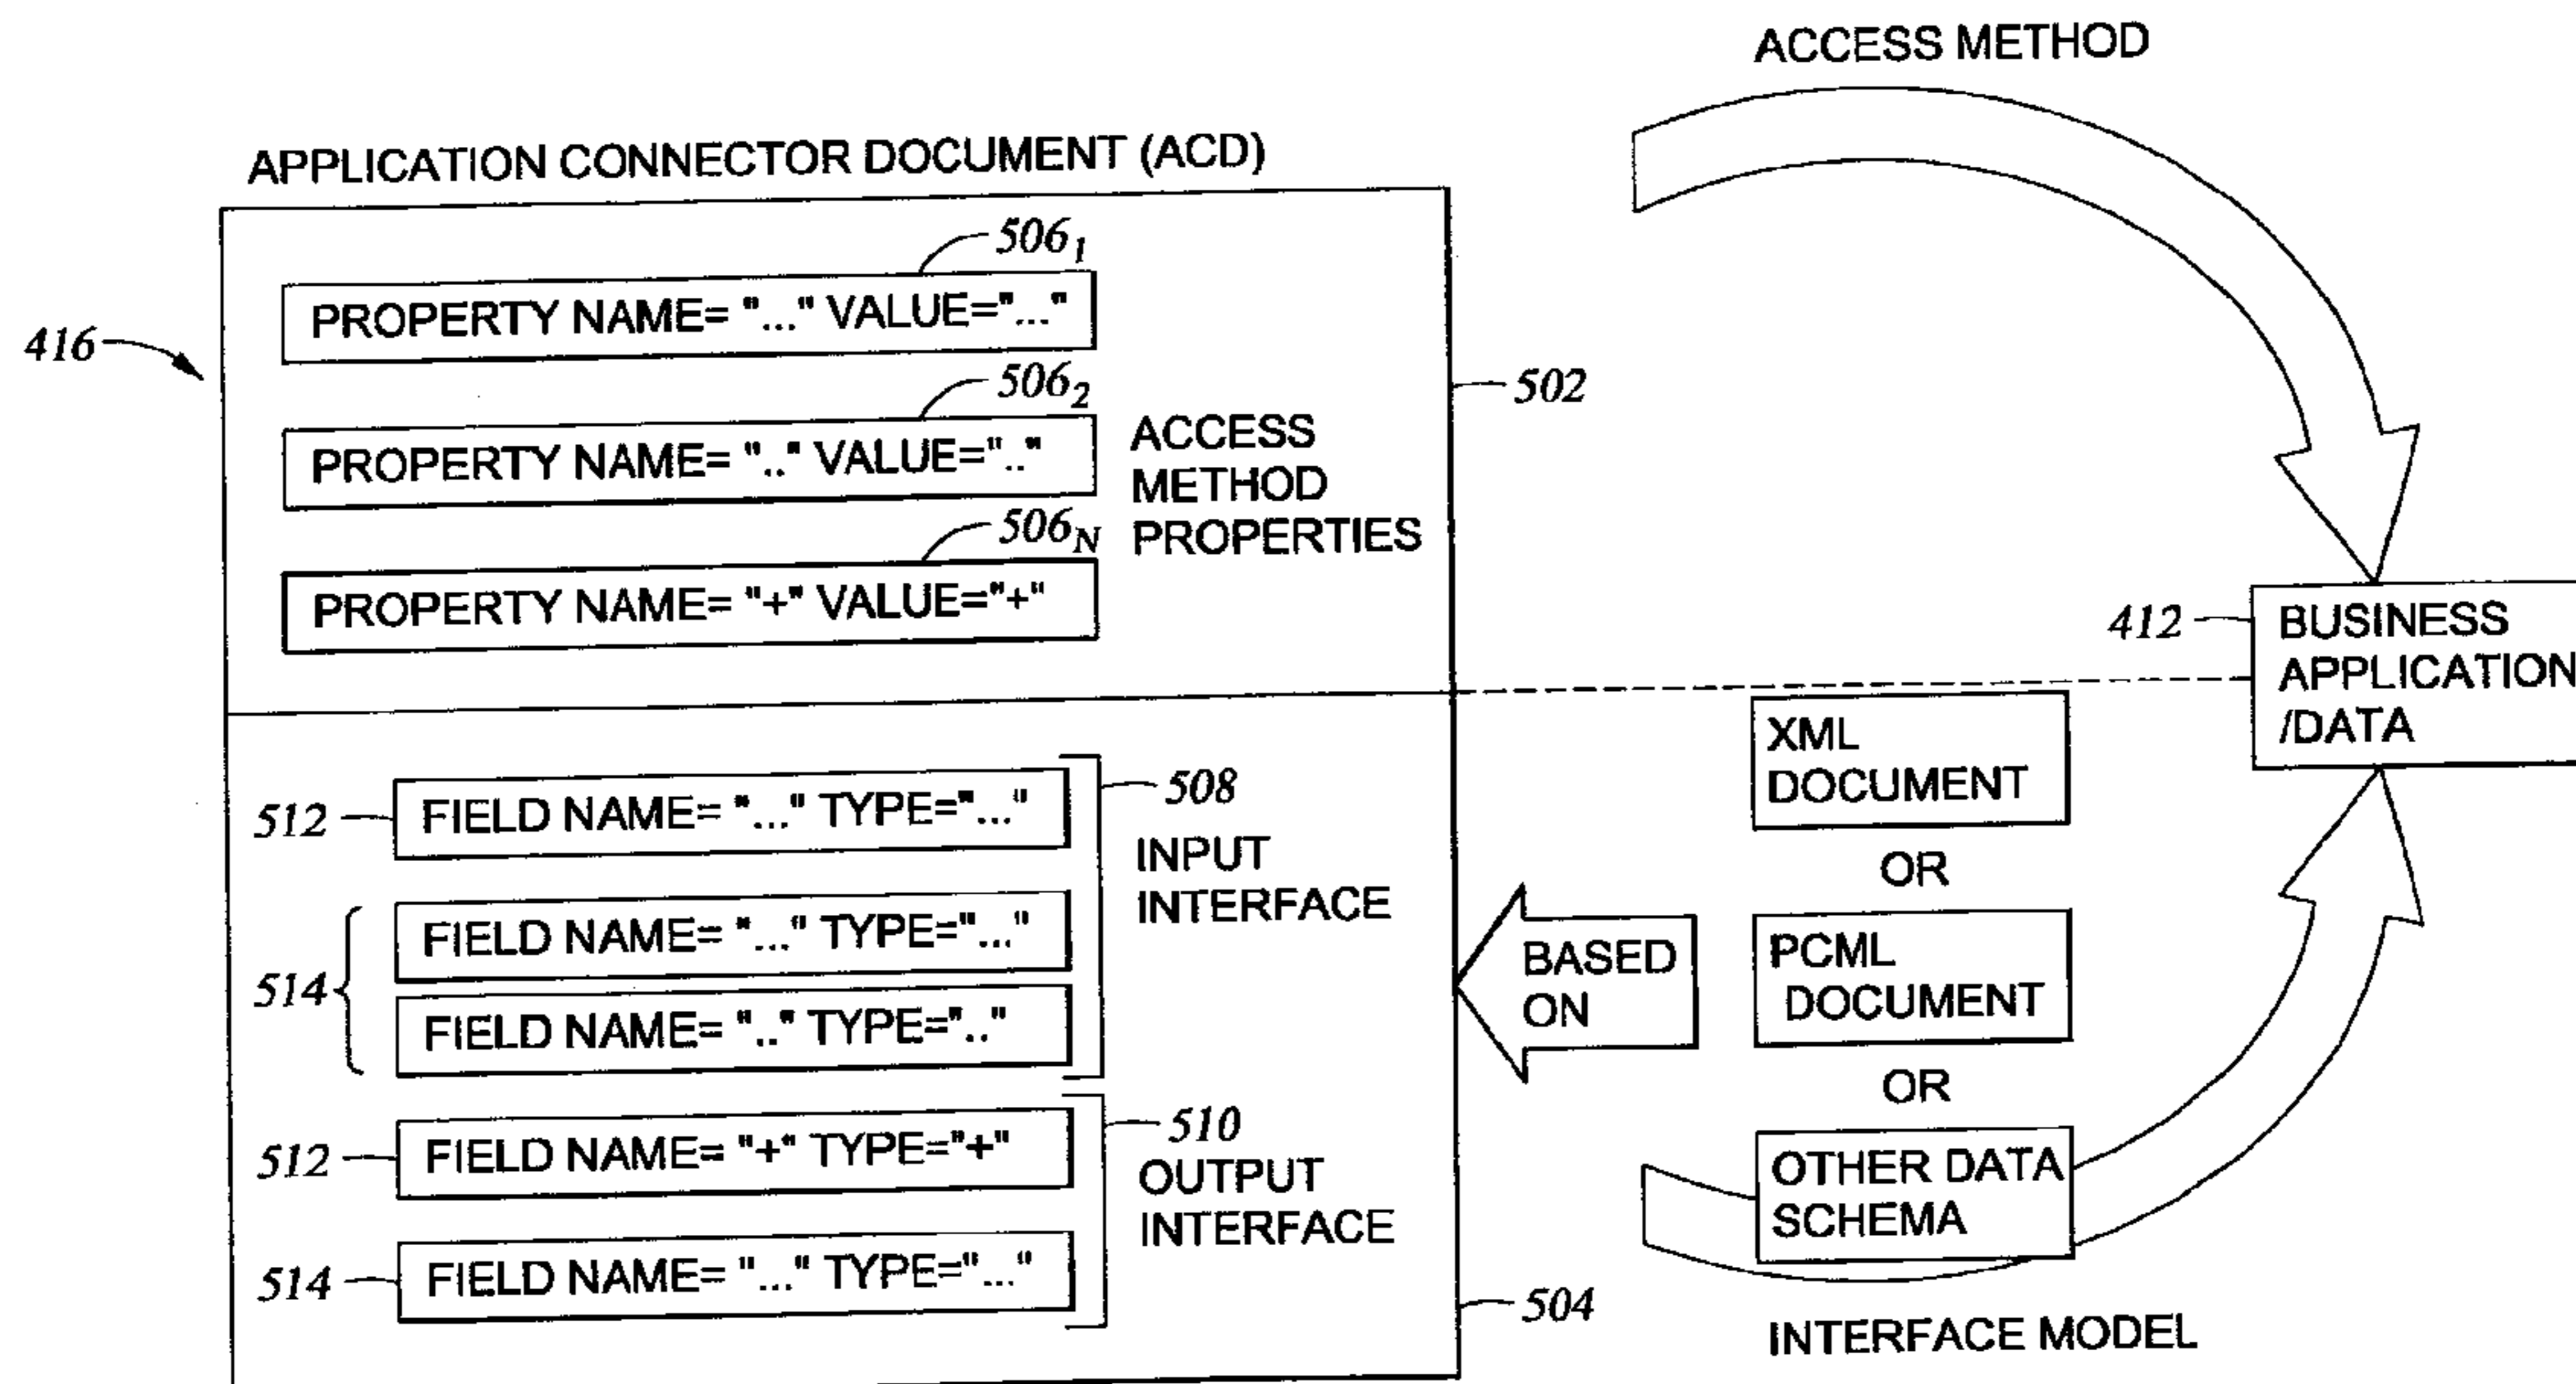 ACCESS METHOD
APPLICATION CONNECTOR DOCUMENT (ACD)
506₁
PROPERTY NAME= "..." VALUE="..."
416
506₂
502
PROPERTY NAME= ".." VALUE=".."
ACCESS
METHOD
PROPERTIES
506N
PROPERTY NAME= "+" VALUE="+"
412
BUSINESS
APPLICATION
/DATA
XML
DOCUMENT
508
512
FIELD NAME= "..." TYPE="..."
INPUT
INTERFACE
OR
514
FIELD NAME= "..." TYPE="..."
FIELD NAME= ".." TYPE=".."
BASED
ON
PCML
DOCUMENT
OR
510
512
FIELD NAME= "+" TYPE="+"
OUTPUT
INTERFACE
OTHER DATA
SCHEMA
514
FIELD NAME= "..." TYPE="..."
504
INTERFACE MODEL